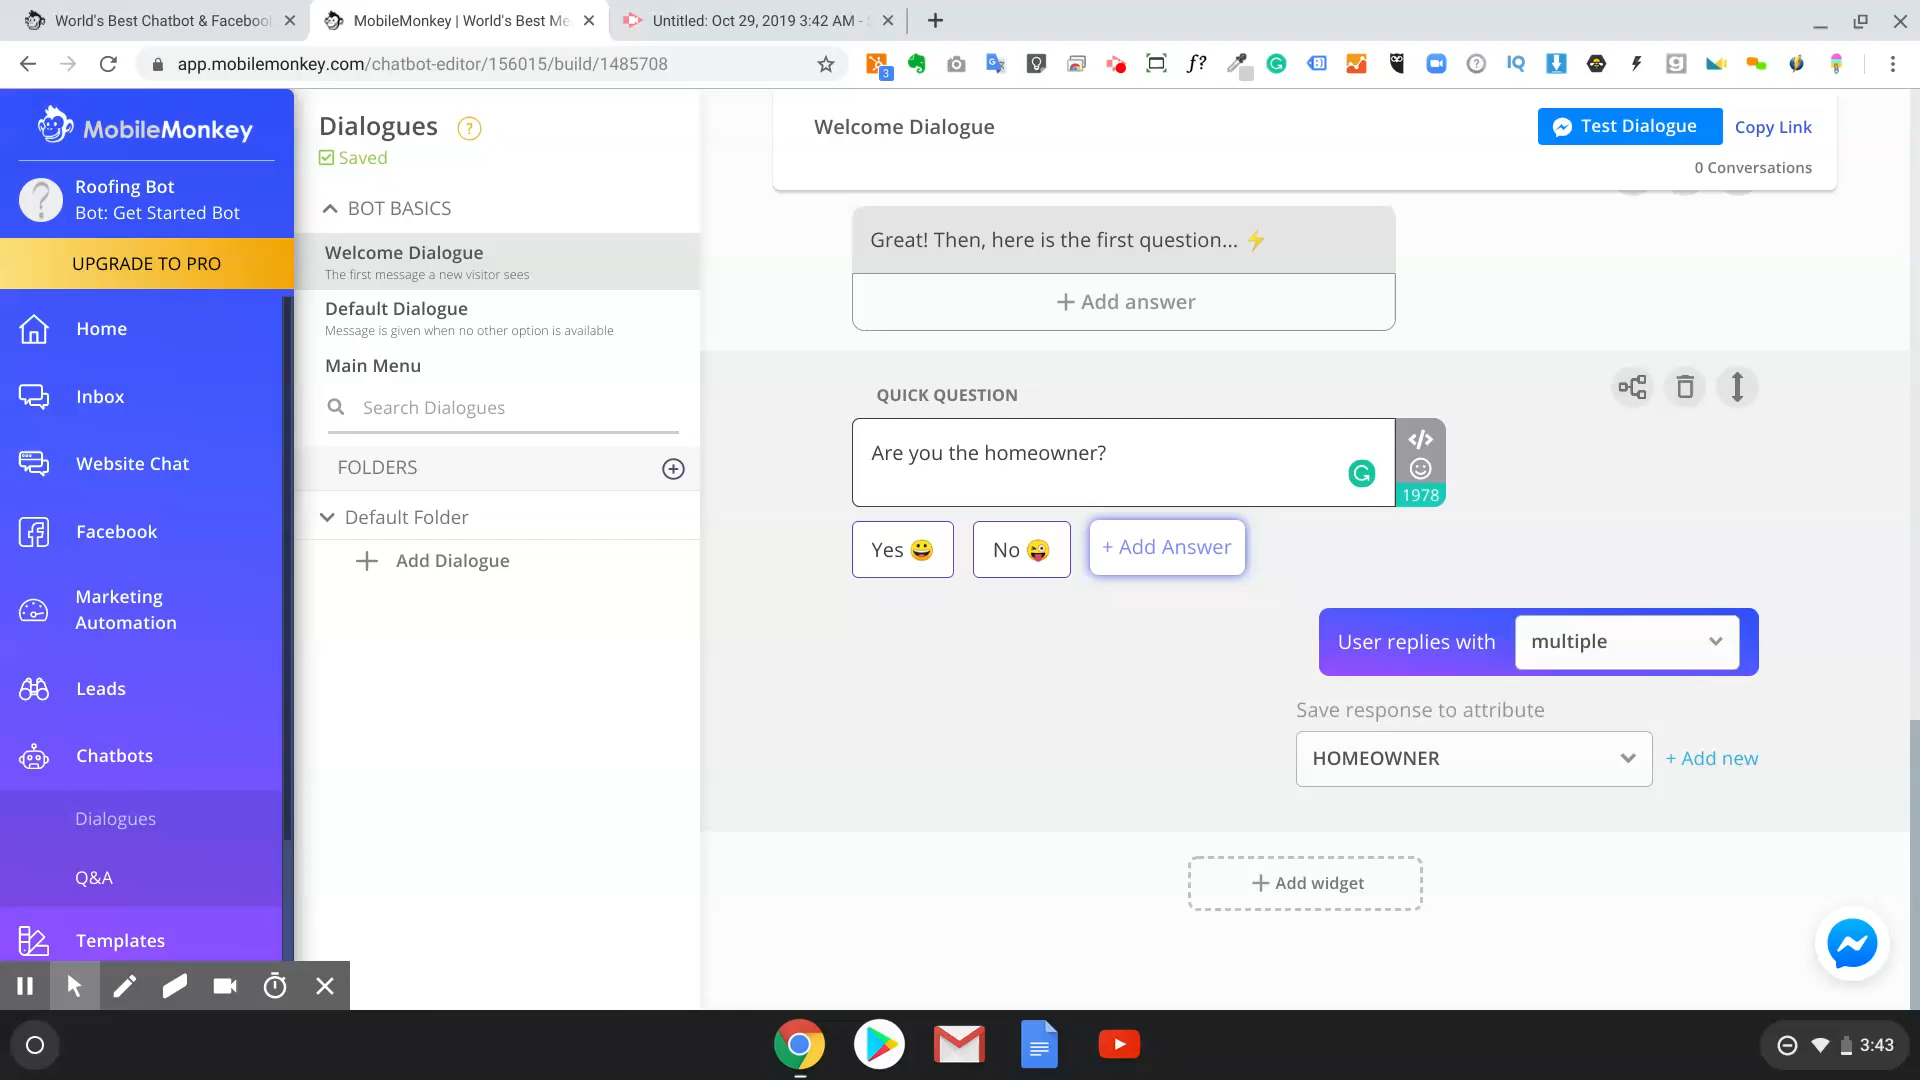 World's Best Chatbot & Faceboo
MobileMonkey | World's Best Me
Untitled: Oct 29, 2019 3:42 AM -
app.mobilemonkey.com/chatbot-editor/156015/build/1485708
3
f?
IQ
MobileMonkey
Roofing Bot
Bot: Get Started Bot
UPGRADE TO PRO
Home
Inbox
Website Chat
Facebook
Marketing
Automation
Leads
Chatbots
Dialogues
Q&A
Templates
Dialogues ?
Saved
BOT BASICS
Welcome Dialogue
The first message a new visitor sees
Default Dialogue
Message is given when no other option is available
Main Menu
Search Dialogues
FOLDERS
Default Folder
Add Dialogue
Welcome Dialogue
Test Dialogue
Copy Link
0 Conversations
Great! Then, here is the first question... ⚡
+ Add answer
QUICK QUESTION
Are you the homeowner?
</>
1978
Yes 😀
No 😜
+ Add Answer
User replies with multiple
Save response to attribute
HOMEOWNER
+ Add new
+ Add widget
3:43